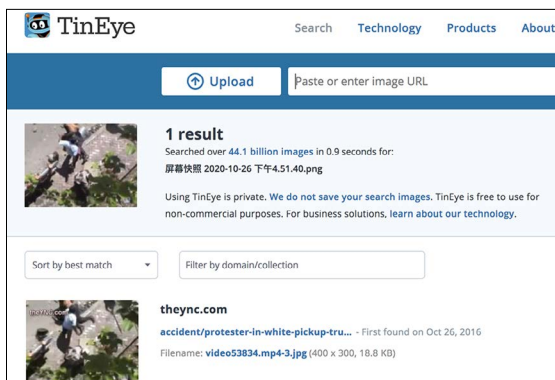 TinEye
Search Technology Products About
Upload
Paste or enter image URL
1 result
Searched over 44.1 billion images in 0.9 seconds for:
屏幕快照 2020-10-26 下午4.51.40.png
Using TinEye is private. We do not save your search images. TinEye is free to use for
non-commercial purposes. For business solutions, learn about our technology.
Sort by best match
Filter by domain/collection
theYNC.com
theync.com
accident/protester-in-white-pickup-tru... - First found on Oct 26, 2016
Filename: video53834.mp4-3.jpg (400 x 300, 18.8 KB)